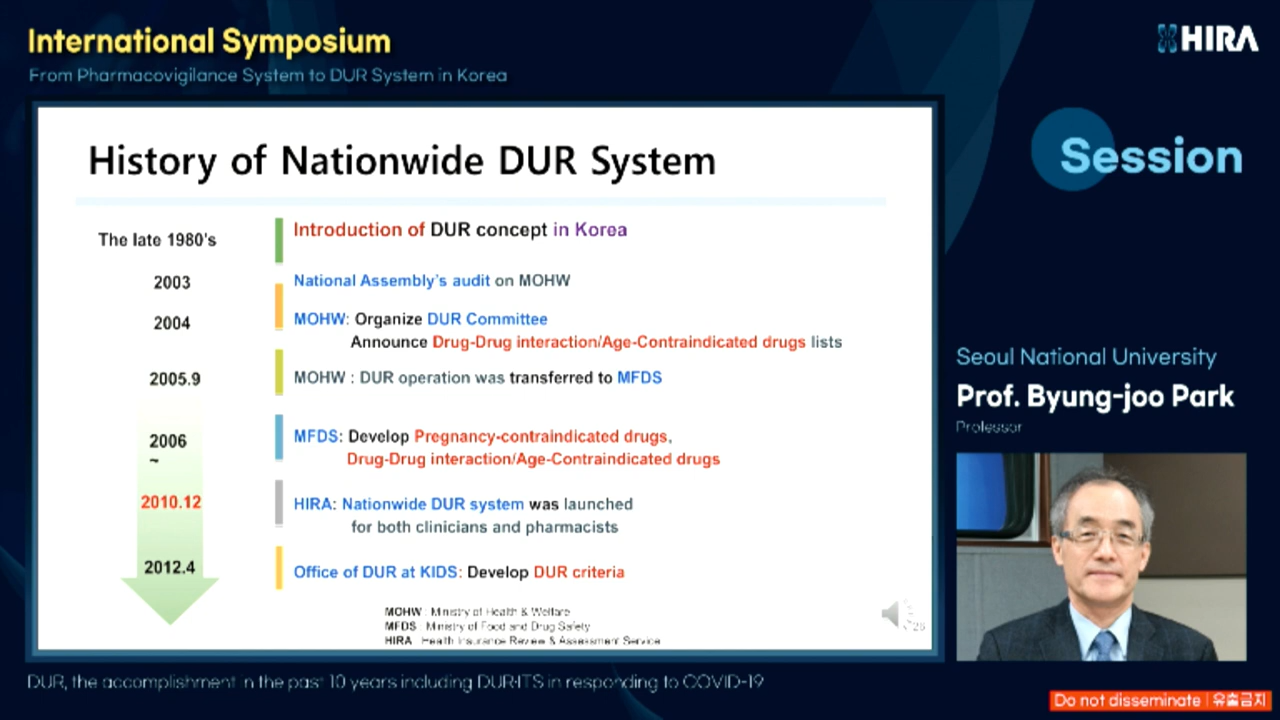 International Symposium
From Pharmacovigilance System to DUR System in Korea
HIRA
Session
History of Nationwide DUR System
The late 1980's
Introduction of DUR concept in Korea
2003
National Assembly's audit on MOHW
2004
MOHW: Organize DUR Committee
Announce Drug-Drug interaction/Age-Contraindicated drugs lists
2005.9
MOHW : DUR operation was transferred to MFDS
2006
~
MFDS: Develop Pregnancy-contraindicated drugs,
Drug-Drug interaction/Age-Contraindicated drugs
2010.12
HIRA: Nationwide DUR system was launched
for both clinicians and pharmacists
2012.4
Office of DUR at KIDS: Develop DUR criteria
MOHW : Ministry of Health & Welfare
MFDS : Ministry of Food and Drug Safety
HIRA : Health Insurance Review & Assessment Service
26
Seoul National University
Prof. Byung-joo Park
Professor
DUR, the accomplishment in the past 10 years including DUR·ITS in responding to COVID-19
Do not disseminate | 유출금지